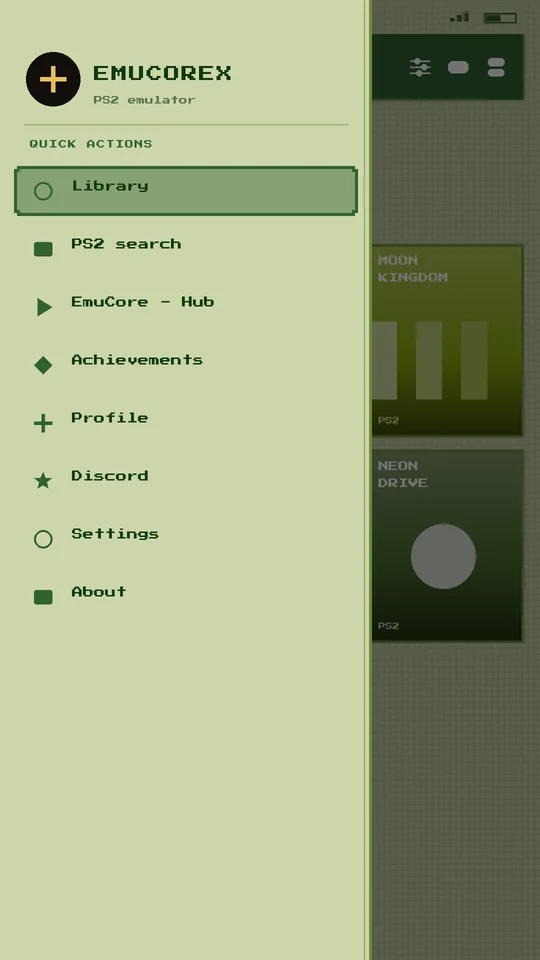 EMUCOREX
PS2 emulator
QUICK ACTIONS
Library
PS2 search
EmuCore - Hub
Achievements
Profile
Discord
Settings
About
MOON
KINGDOM
PS2
NEON
DRIVE
PS2